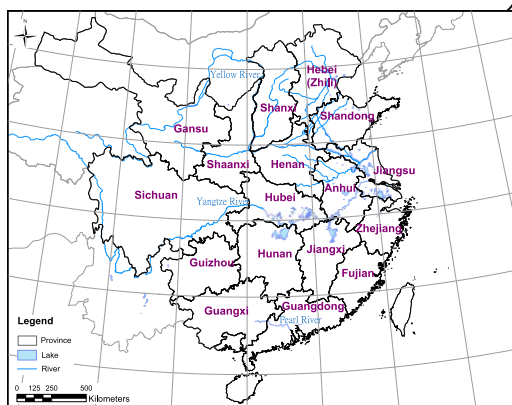 N
Yellow River
Hebei
(Zhili)
Shanxi
Shandong
Gansu
Shaanxi
Henan
Jiangsu
Anhui
Sichuan
Hubei
Yangtze River
Zhejiang
Hunan
Jiangxi
Guizhou
Fujian
Guangxi
Guangdong
Pearl River
Legend
Province
Lake
River
0 125 250 500
Kilometers